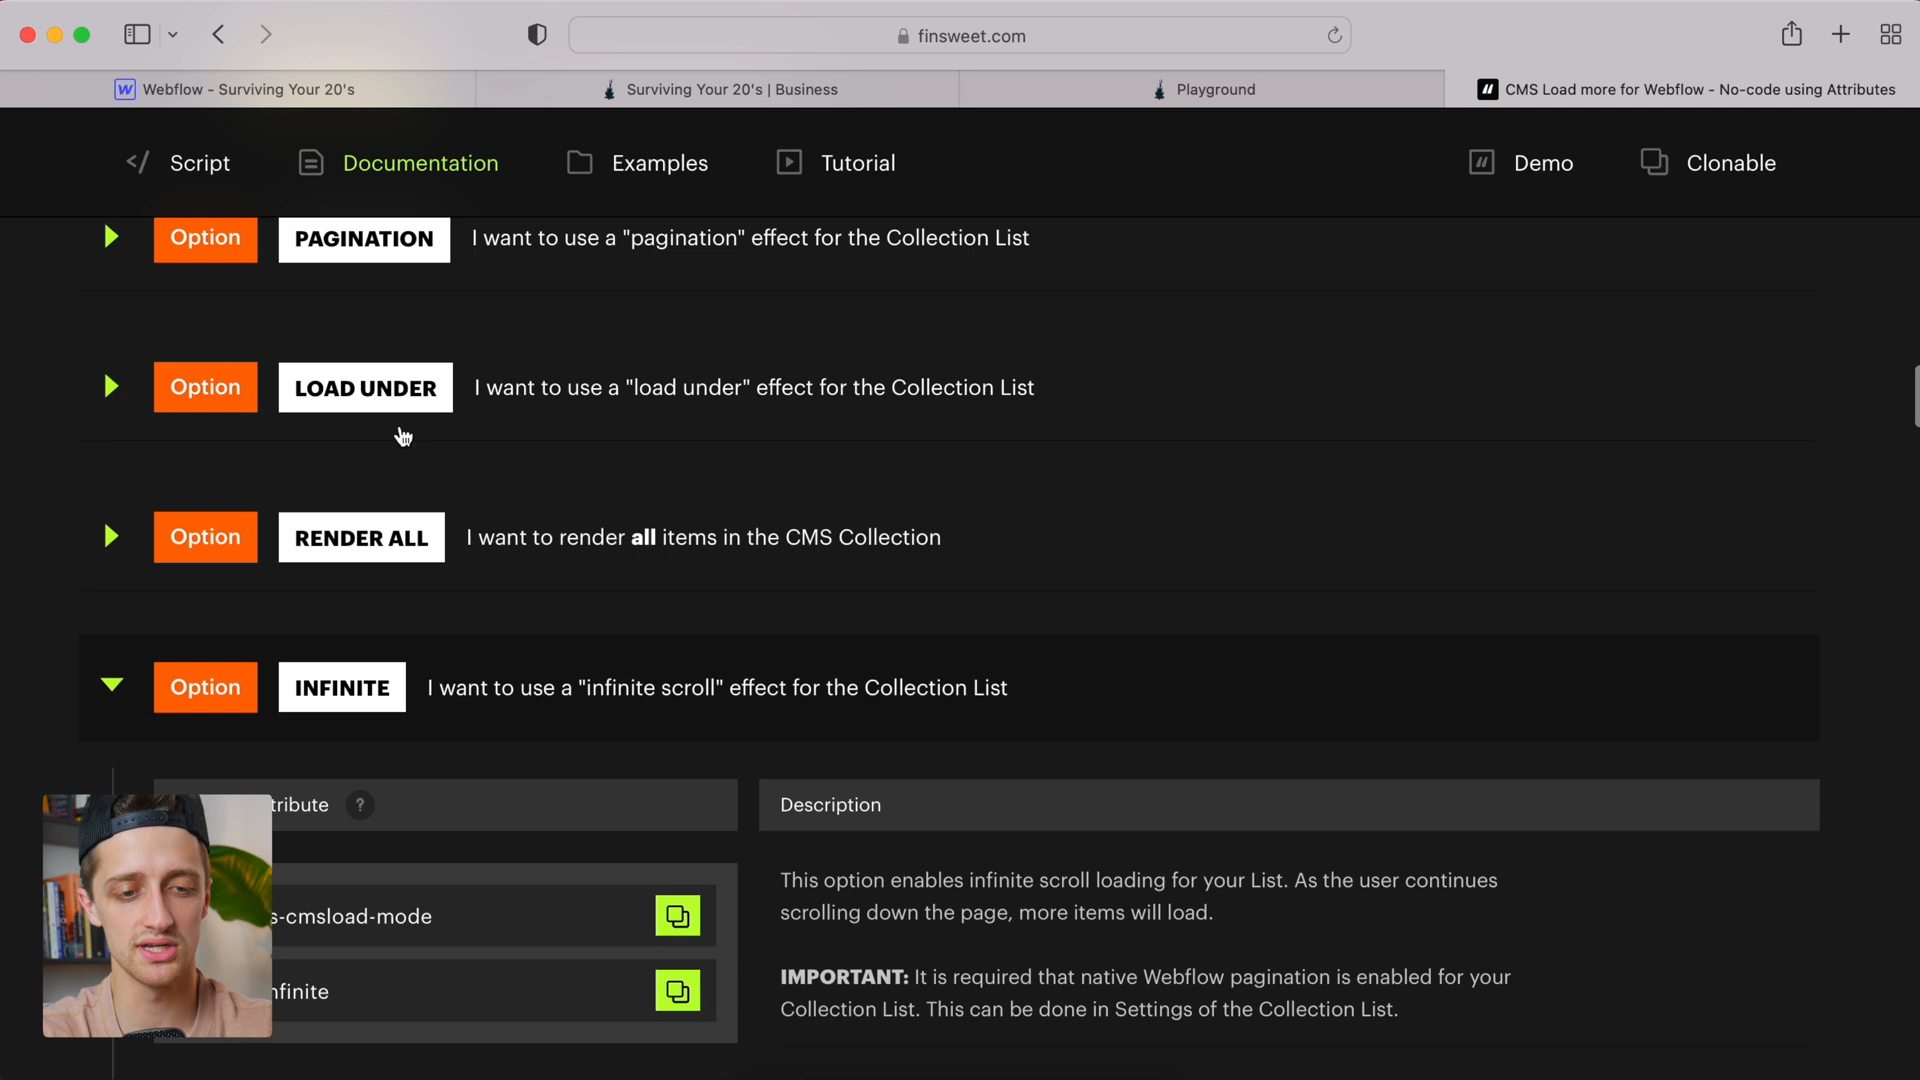 finsweet.com
W Webflow - Surviving Your 20's
Surviving Your 20's | Business
Playground
CMS Load more for Webflow - No-code using Attributes
</> Script
Documentation
Examples
Tutorial
Demo
Clonable
Option PAGINATION I want to use a "pagination" effect for the Collection List
Option LOAD UNDER I want to use a "load under" effect for the Collection List
Option RENDER ALL I want to render all items in the CMS Collection
Option INFINITE I want to use a "infinite scroll" effect for the Collection List
tribute ?
Description
s-cmsload-mode
nfinite
This option enables infinite scroll loading for your List. As the user continues
scrolling down the page, more items will load.
IMPORTANT: It is required that native Webflow pagination is enabled for your
Collection List. This can be done in Settings of the Collection List.